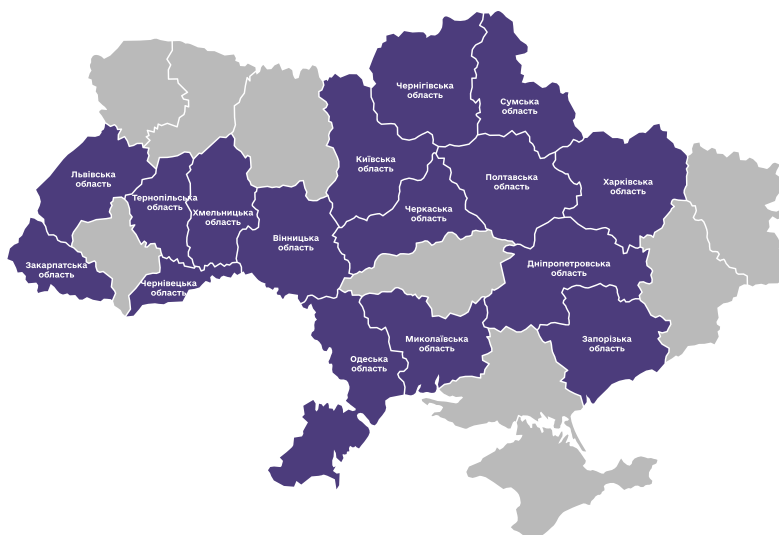 Чернігівська
область
Сумська
область
Київська
область
Львівська
область
Полтавська
область
Харківська
область
Тернопільська
область
Хмельницька
область
Черкаська
область
Вінницька
область
Закарпатська
область
Дніпропетровська
область
Чернівецька
область
Миколаївська
область
Запорізька
область
Одеська
область